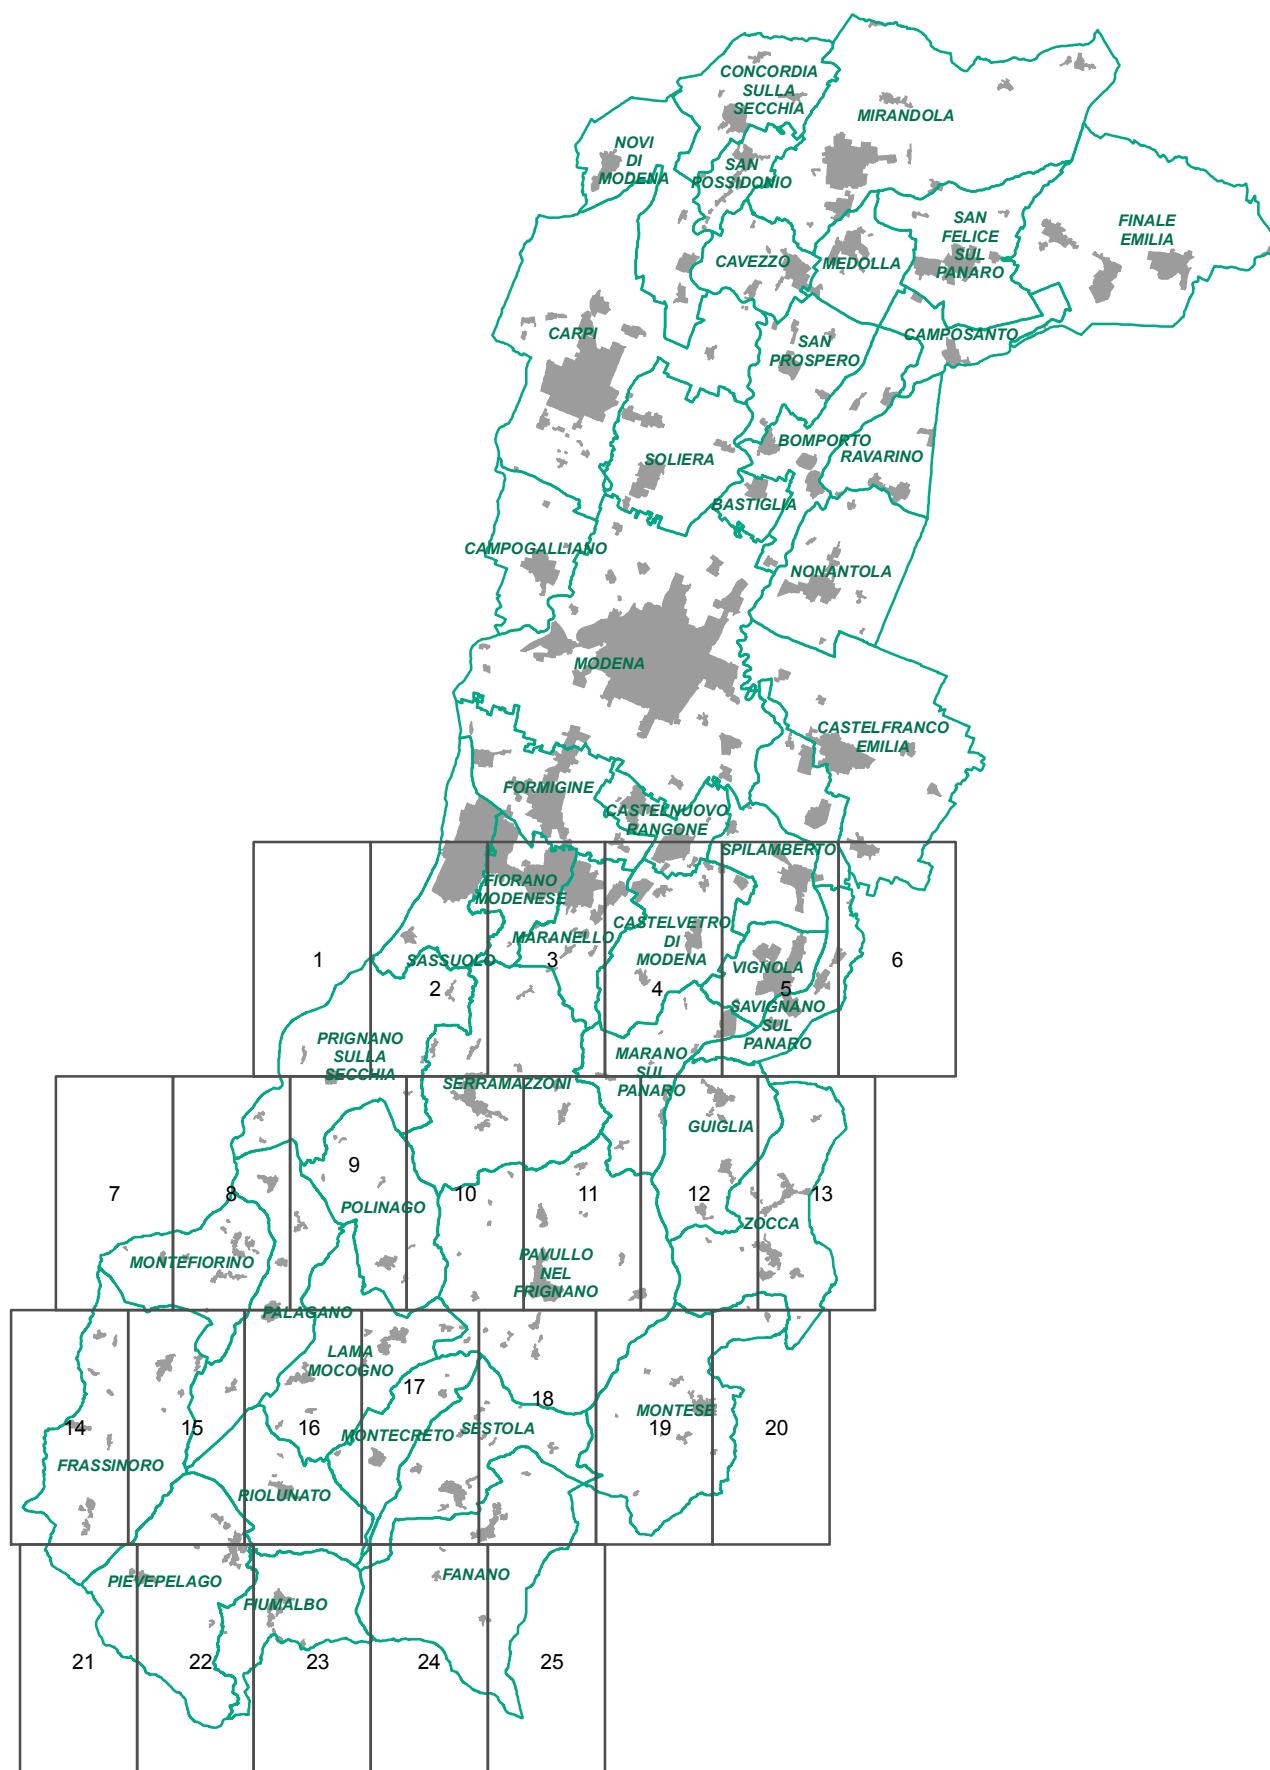 CONCORDIA
SULLA
SECCHIA
MIRANDOLA
NOVI
DI
MODENA
SAN
POSSIDONIO
SAN
FELICE
SUL
PANARO
FINALE
EMILIA
CAVEZZO
MEDOLLA
CARPI
SAN
PROSPERO
CAMPOSANTO
BOMPORTO
RAVARINO
SOLIERA
BASTIGLIA
CAMPOGALLIANO
NONANTOLA
MODENA
CASTELFRANCO
EMILIA
FORMIGINE
CASTELNUOVO
RANGONE
SPILAMBERTO
FIORANO
MODENESE
CASTELVETRO
DI
MODENA
MARANELLO
SASSUOLO
VIGNOLA
1
2
3
4
5
6
SAVIGNANO
SUL
PANARO
PRIGNANO
SULLA
SECCHIA
MARANO
SUL
PANARO
SERRAMAZZONI
GUIGLIA
7
8
9
10
11
12
13
POLINAGO
ZOCCA
MONTEFIORINO
PAVULLO
NEL
FRIGNANO
PALAGANO
LAMA
MOCOGNO
14
15
16
17
18
19
20
MONTESE
MONTECRETO
SESTOLA
FRASSINORO
RIOLUNATO
PIEVEPELAGO
FIUMALBO
FANANO
21
22
23
24
25